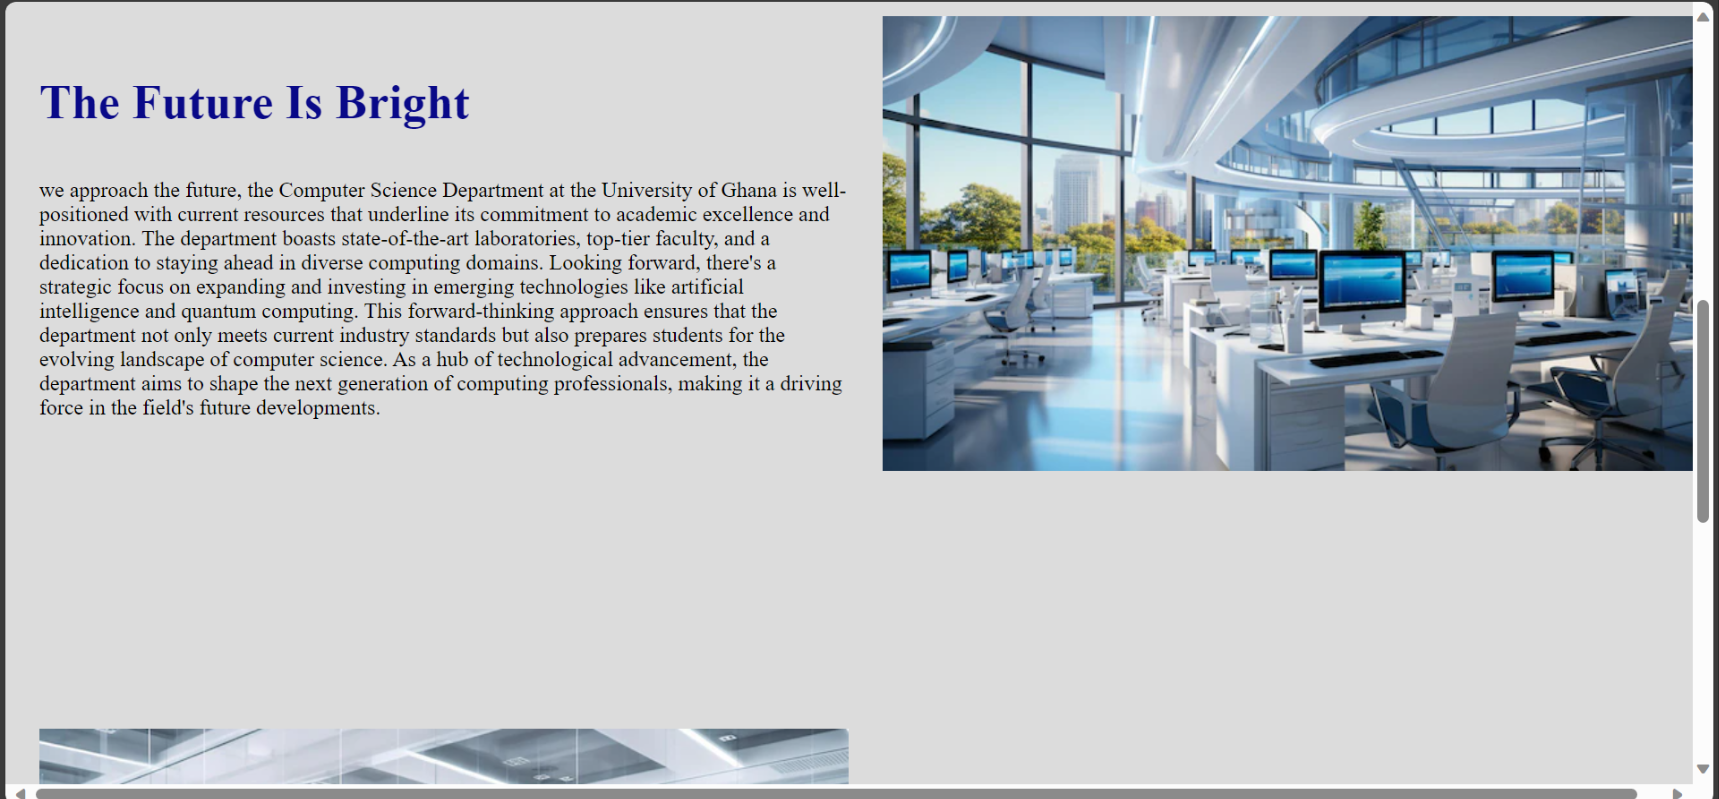 The Future Is Bright
we approach the future, the Computer Science Department at the University of Ghana is well-
positioned with current resources that underline its commitment to academic excellence and
innovation. The department boasts state-of-the-art laboratories, top-tier faculty, and a
dedication to staying ahead in diverse computing domains. Looking forward, there's a
strategic focus on expanding and investing in emerging technologies like artificial
intelligence and quantum computing. This forward-thinking approach ensures that the
department not only meets current industry standards but also prepares students for the
evolving landscape of computer science. As a hub of technological advancement, the
department aims to shape the next generation of computing professionals, making it a driving
force in the field's future developments.